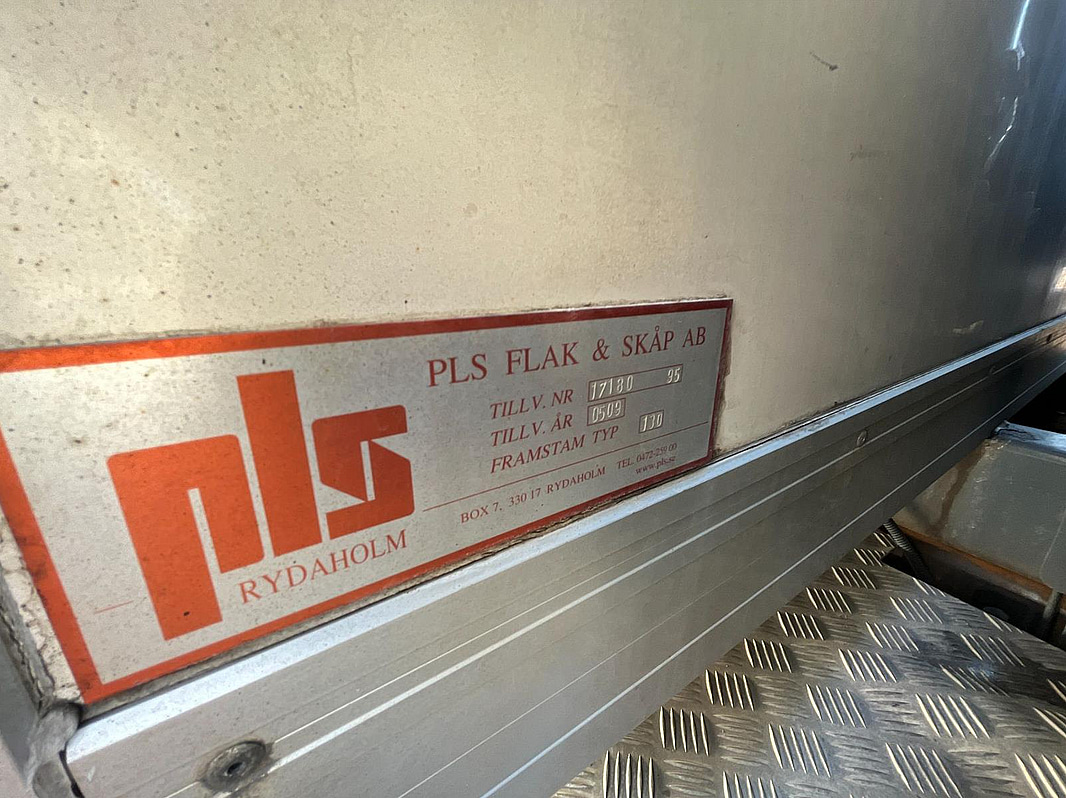 pls
RYDAHOLM
PLS FLAK & SKÅP AB
TILLV. NR 17180 95
TILLV. ÅR 0509
FRAMSTAM TYP 130
BOX 7, 330 17 RYDAHOLM TEL. 0472-259 00
www.pls.se